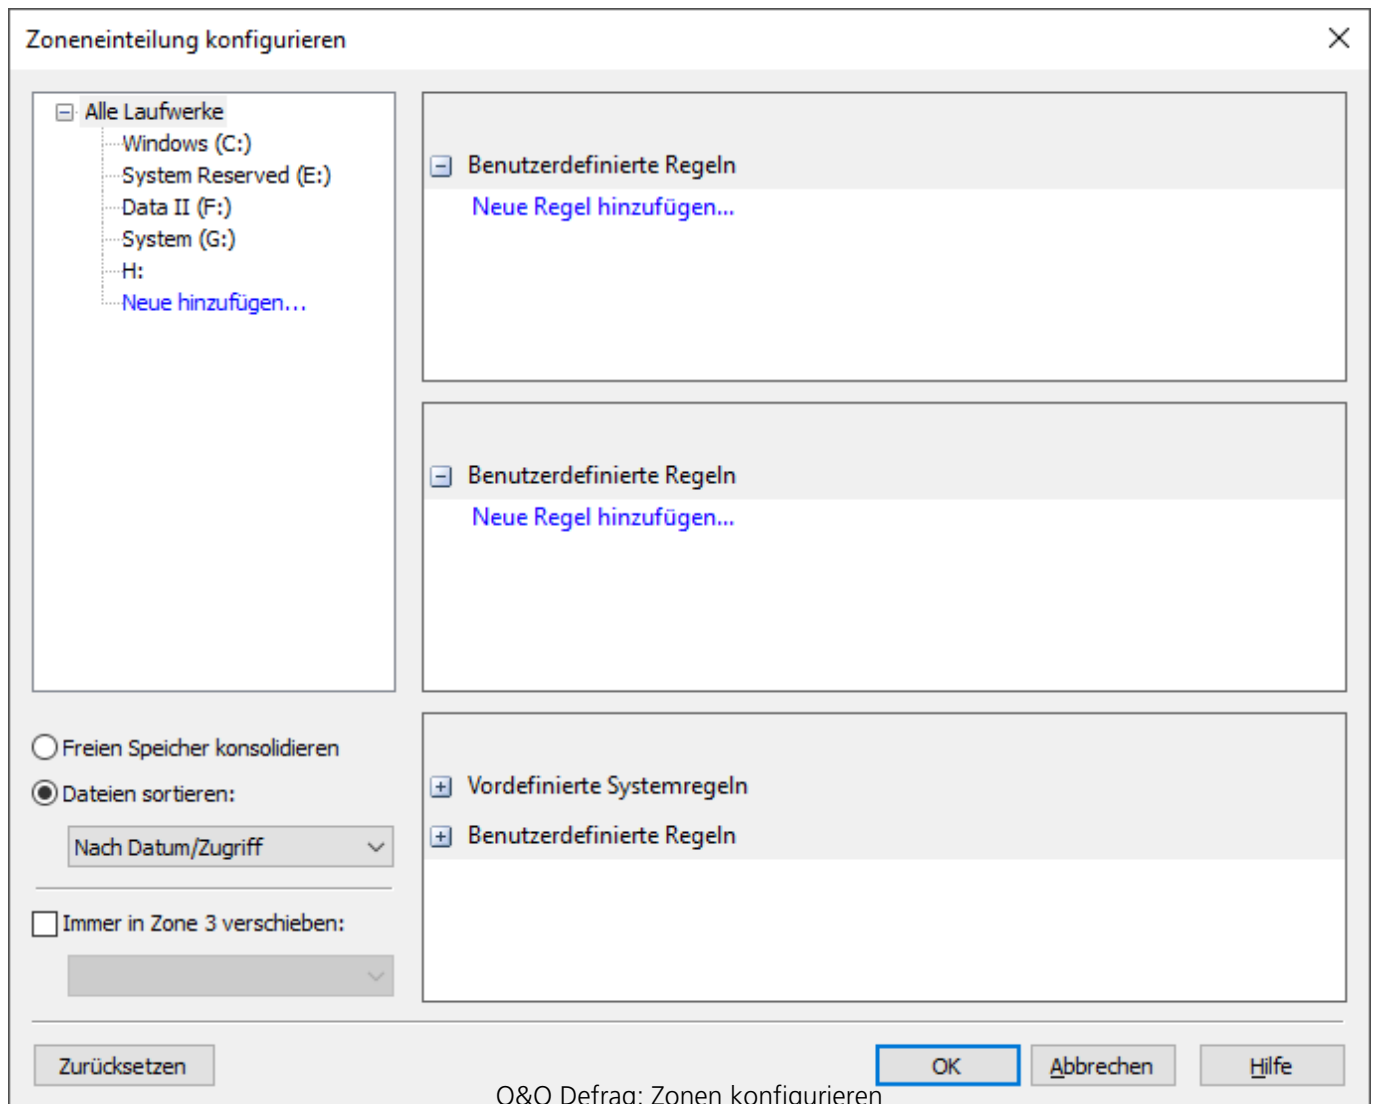 Zoneneinteilung konfigurieren
Alle Laufwerke
Windows (C:)
System Reserved (E:)
Data II (F:)
System (G:)
H:
Neue hinzufügen...
Freien Speicher konsolidieren
Dateien sortieren:
Nach Datum/Zugriff
Immer in Zone 3 verschieben:
Benutzerdefinierte Regeln
Neue Regel hinzufügen...
Benutzerdefinierte Regeln
Neue Regel hinzufügen...
Vordefinierte Systemregeln
Benutzerdefinierte Regeln
Zurücksetzen
OK
Abbrechen
Hilfe
O&O Defrag: Zonen konfigurieren